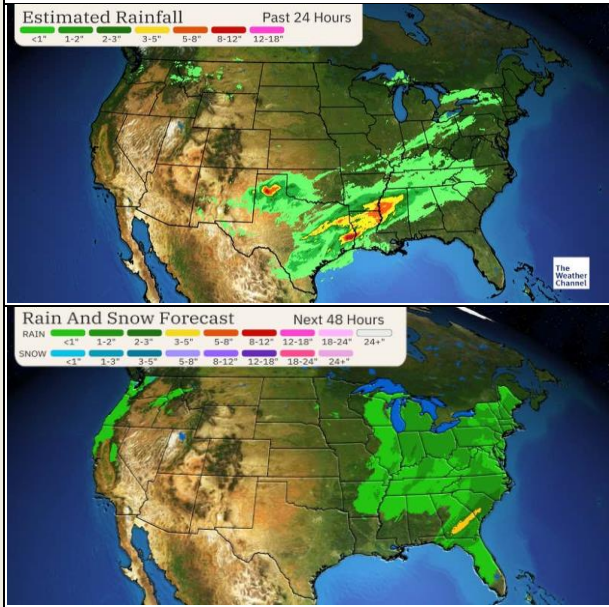 Estimated Rainfall Past 24 Hours
<1" 1-2" 2-3" 3-5" 5-8" 8-12" 12-18"
The
Weather
Channel
Rain And Snow Forecast Next 48 Hours
RAIN
<1" 1-2" 2-3" 3-5" 5-8" 8-12" 12-18" 18-24" 24+"
SNOW
<1" 1-3" 3-5" 5-8" 8-12" 12-18" 18-24" 24+"